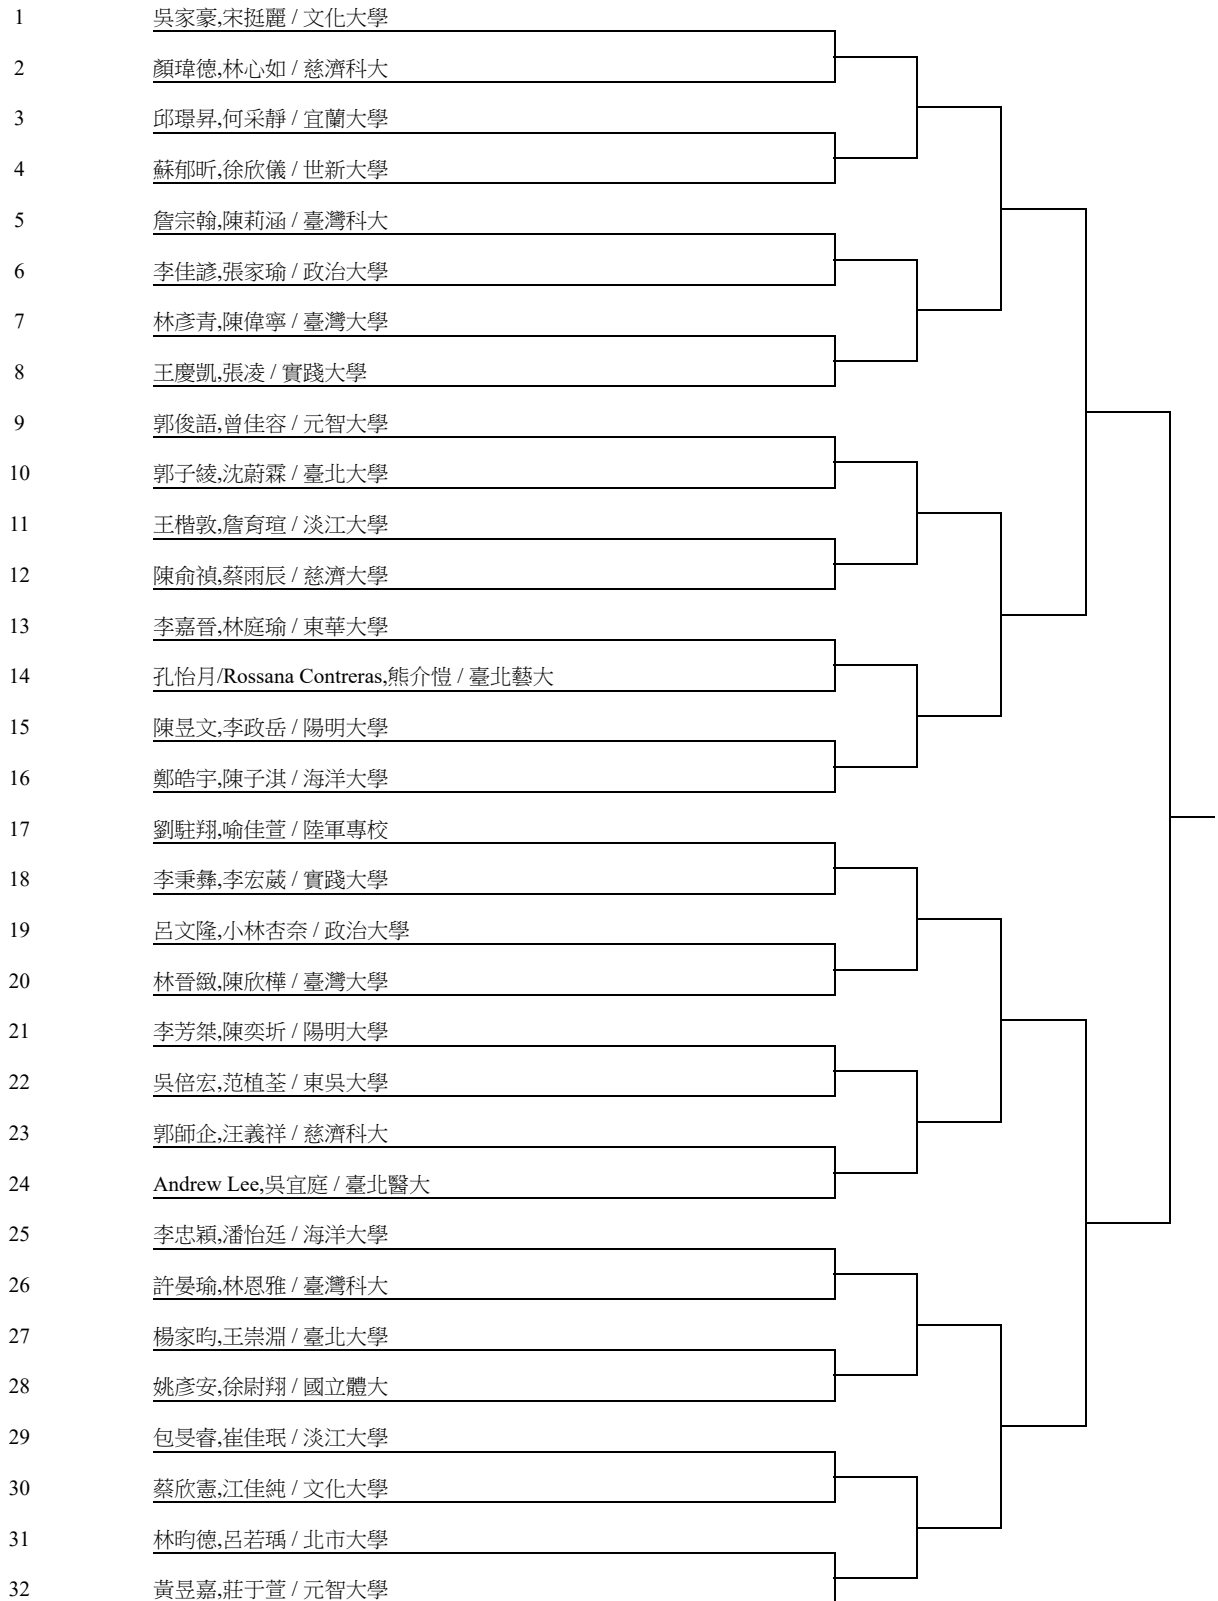 1 吳家豪,宋挺麗 / 文化大學
2 顏瑋德,林心如 / 慈濟科大
3 邱璟昇,何采靜 / 宜蘭大學
4 蘇郁昕,徐欣儀 / 世新大學
5 詹宗翰,陳莉涵 / 臺灣科大
6 李佳諺,張家瑜 / 政治大學
7 林彥青,陳偉寧 / 臺灣大學
8 王慶凱,張凌 / 實踐大學
9 郭俊語,曾佳容 / 元智大學
10 郭子綾,沈蔚霖 / 臺北大學
11 王楷敦,詹育瑄 / 淡江大學
12 陳俞禎,蔡雨辰 / 慈濟大學
13 李嘉晉,林庭瑜 / 東華大學
14 孔怡月/Rossana Contreras,熊介愷 / 臺北藝大
15 陳昱文,李政岳 / 陽明大學
16 鄭皓宇,陳子淇 / 海洋大學
17 劉駐翔,喻佳萱 / 陸軍專校
18 李秉彝,李宏葳 / 實踐大學
19 呂文隆,小林杏奈 / 政治大學
20 林晉緻,陳欣樺 / 臺灣大學
21 李芳桀,陳奕圻 / 陽明大學
22 吳倍宏,范植荃 / 東吳大學
23 郭師企,汪義祥 / 慈濟科大
24 Andrew Lee,吳宜庭 / 臺北醫大
25 李忠穎,潘怡廷 / 海洋大學
26 許晏瑜,林恩雅 / 臺灣科大
27 楊家昀,王崇淵 / 臺北大學
28 姚彥安,徐尉翔 / 國立體大
29 包旻睿,崔佳珉 / 淡江大學
30 蔡欣憲,江佳純 / 文化大學
31 林昀德,呂若瑀 / 北市大學
32 黃昱嘉,莊于萱 / 元智大學